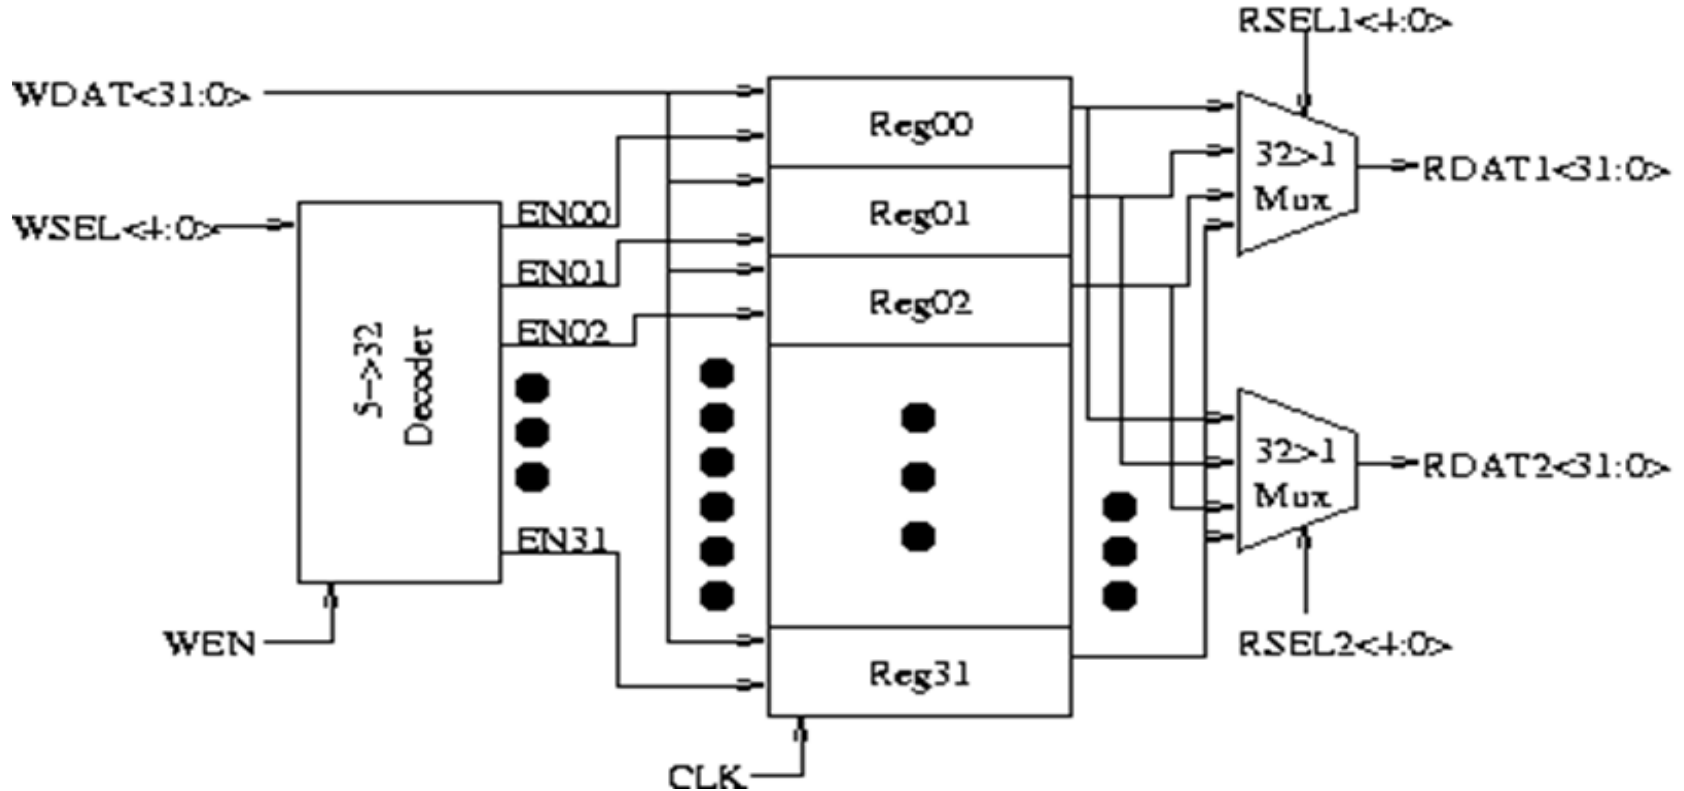 RSEL1<4:0>
WDAT<31:0>
Reg00
32>1
Mux
RDAT1<31:0>
WSEL<4:0>
EN00
Reg01
EN01
Reg02
EN02
5->32
Decoder
32>1
Mux
RDAT2<31:0>
EN31
WEN
Reg31
RSEL2<4:0>
CLK